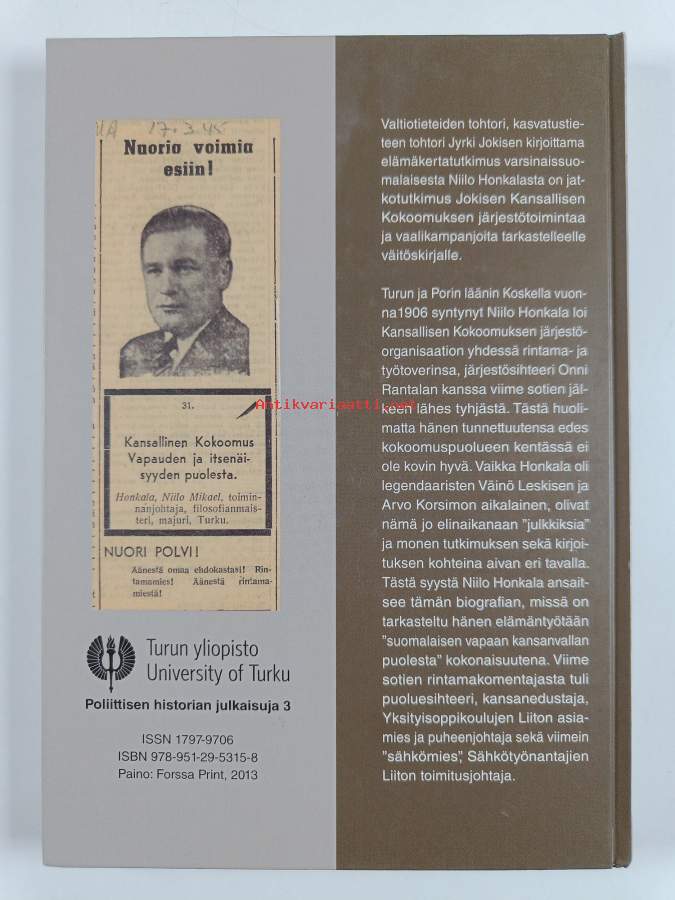 UA 17.3.45
Nuoria voimia
esiin!
31.
Kansallinen Kokoomus
Vapauden ja itsenäi-
syyden puolesta.
Honkala, Niilo Mikael, toimin-
nanjohtaja, filosofianmais-
teri, majuri, Turku.
NUORI POLVI!
Äänestä omaa ehdokastasi! Rin-
tamamies! Äänestä rintama-
miestä!
Turun yliopisto
University of Turku
Poliittisen historian julkaisuja 3
ISSN 1797-9706
ISBN 978-951-29-5315-8
Paino: Forssa Print, 2013
Valtiotieteiden tohtori, kasvatustie-
teen tohtori Jyrki Jokisen kirjoittama
elämäkertatutkimus varsinaissuo-
malaisesta Niilo Honkalasta on jat-
kotutkimus Jokisen Kansallisen
Kokoomuksen järjestötoimintaa
ja vaalikampanjoita tarkastelleelle
väitöskirjalle.
Turun ja Porin läänin Koskella vuon-
na1906 syntynyt Niilo Honkala loi
Kansallisen Kokoomuksen järjestö-
organisaation yhdessä rintama- ja
työtoverinsa, järjestösihteeri Onni
Rantalan kanssa viime sotien jäl-
keen lähes tyhjästä. Tästä huoli-
matta hänen tunnettuutensa edes
kokoomuspuolueen kentässä ei
ole kovin hyvä. Vaikka Honkala oli
legendaaristen Väinö Leskisen ja
Arvo Korsimon aikalainen, olivat
nämä jo elinaikanaan "julkkiksia"
ja monen tutkimuksen sekä kirjoi-
tuksen kohteina aivan eri tavalla.
Tästä syystä Niilo Honkala ansait-
see tämän biografian, missä on
tarkasteltu hänen elämäntyötään
"suomalaisen vapaan kansanvallan
puolesta" kokonaisuutena. Viime
sotien rintamakomentajasta tuli
puoluesihteeri, kansanedustaja,
Yksityisoppikoulujen Liiton asia-
mies ja puheenjohtaja sekä viimein
"sähkömies", Sähkötyönantajien
Liiton toimitusjohtaja.
Antikvariaatti.net